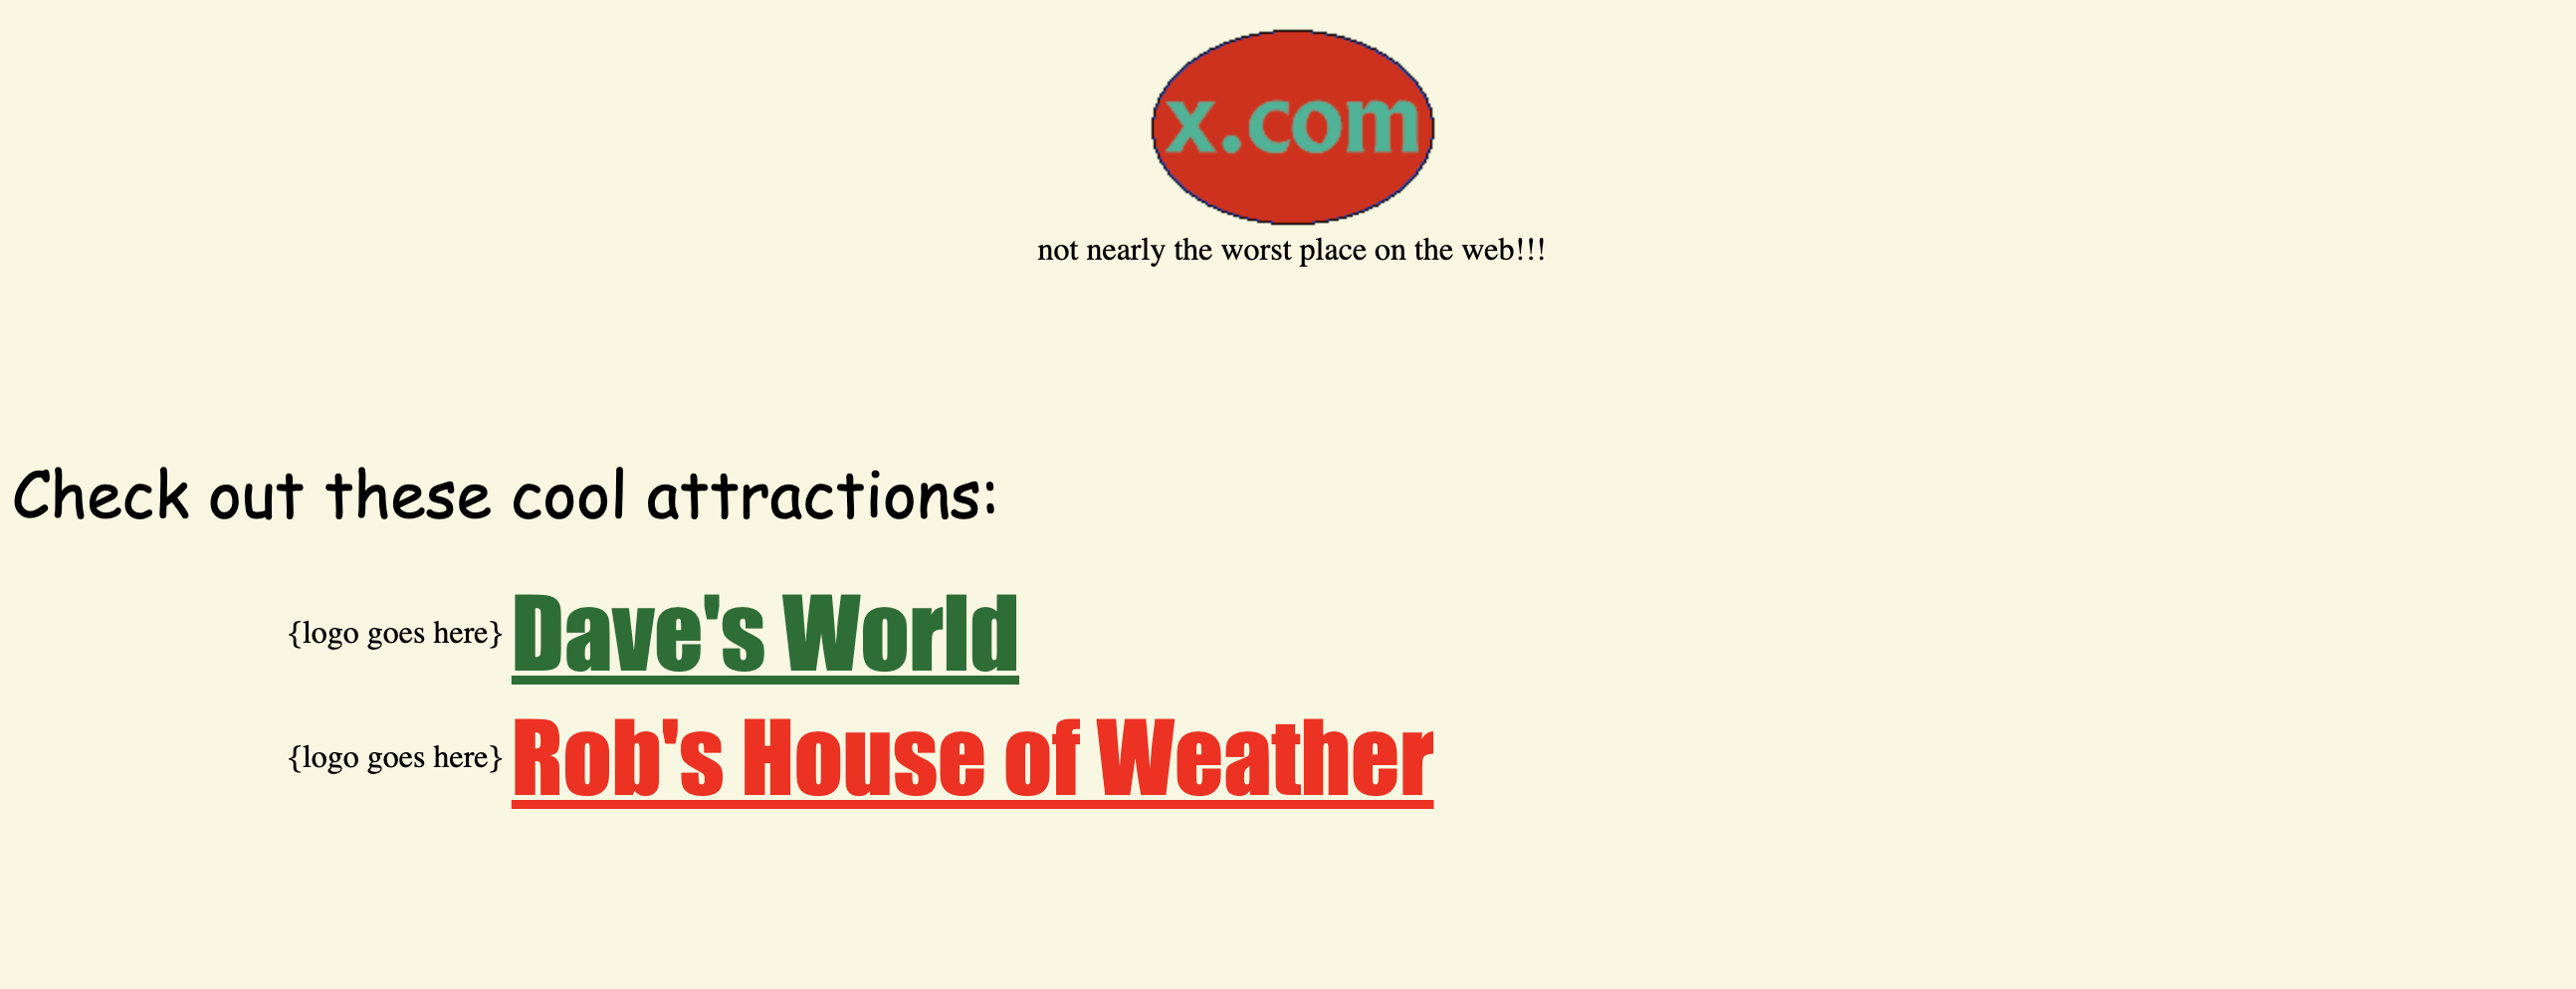 x.com
not nearly the worst place on the web!!!
Check out these cool attractions:
{logo goes here} Dave's World
{logo goes here} Rob's House of Weather